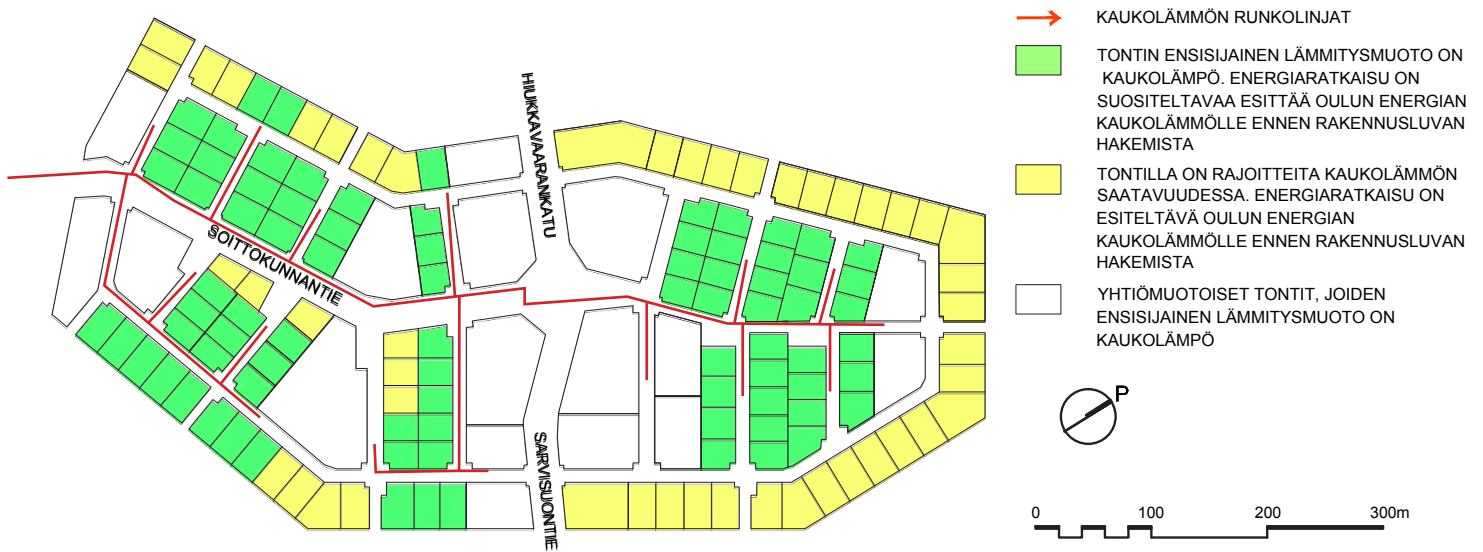 HIUKKAVAARANKATU
SOITTOKUNNANTIE
SARVISUONTIE
KAUKOLÄMMÖN RUNKOLINJAT
TONTIN ENSISIJAINEN LÄMMITYSMUOTO ON
KAUKOLÄMPÖ. ENERGIARATKAISU ON
SUOSITELTAVAA ESITTÄÄ OULUN ENERGIAN
KAUKOLÄMMÖLLE ENNEN RAKENNUSLUVAN
HAKEMISTA
TONTILLA ON RAJOITTEITA KAUKOLÄMMÖN
SAATAVUUDESSA. ENERGIARATKAISU ON
ESITELTÄVÄ OULUN ENERGIAN
KAUKOLÄMMÖLLE ENNEN RAKENNUSLUVAN
HAKEMISTA
YHTIÖMUOTOISET TONTIT, JOIDEN
ENSISIJAINEN LÄMMITYSMUOTO ON
KAUKOLÄMPÖ
P
0 100 200 300m